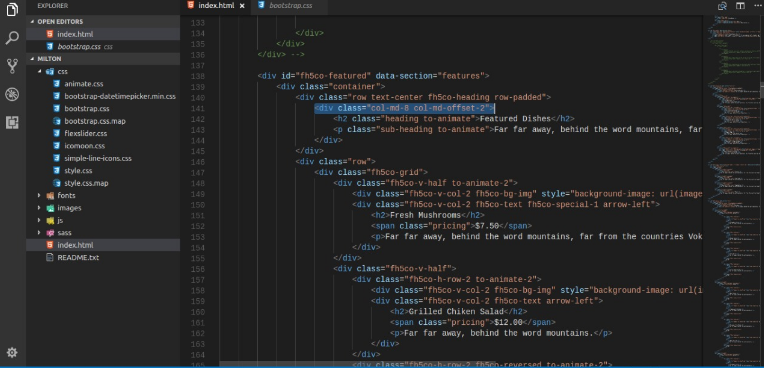 EXPLORER
OPEN EDITORS
index.html
bootstrap.css css
MILTON
css
animate.css
bootstrap-datetimepicker.min.css
bootstrap.css
bootstrap.css.map
flexslider.css
icomoon.css
simple-line-icons.css
style.css
style.css.map
fonts
images
js
sass
index.html
README.txt
index.html ×
bootstrap.css
133
134 </div>
135 </div>
136 </div> -->
137
138 <div id="fh5co-featured" data-section="features">
139 <div class="container">
140 <div class="row text-center fh5co-heading row-padded">
141 <div class="col-md-8 col-md-offset-2">
142 <h2 class="heading to-animate">Featured Dishes</h2>
143 <p class="sub-heading to-animate">Far far away, behind the word mountains, far
144 </div>
145 </div>
146 <div class="row">
147 <div class="fh5co-grid">
148 <div class="fh5co-v-half to-animate-2">
149 <div class="fh5co-v-col-2 fh5co-bg-img" style="background-image: url(image
150 <div class="fh5co-v-col-2 fh5co-text fh5co-special-1 arrow-left">
151 <h2>Fresh Mushrooms</h2>
152 <span class="pricing">$7.50</span>
153 <p>Far far away, behind the word mountains, far from the countries Vok
154 </div>
155 </div>
156 <div class="fh5co-v-half">
157 <div class="fh5co-h-row-2 to-animate-2">
158 <div class="fh5co-v-col-2 fh5co-bg-img" style="background-image: url(i
159 <div class="fh5co-v-col-2 fh5co-text arrow-left">
160 <h2>Grilled Chiken Salad</h2>
161 <span class="pricing">$12.00</span>
162 <p>Far far away, behind the word mountains.</p>
163 </div>
164 </div>
165 <div class="fh5co-h-row-2 fh5co-reversed to-animate-2">